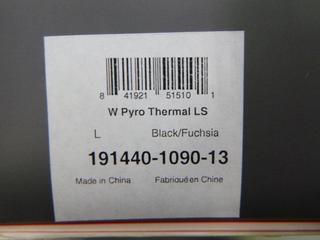 8 41921 51510 1
W Pyro Thermal LS
L Black/Fuchsia
191440-1090-13
Made in China Fabriqué en Chine